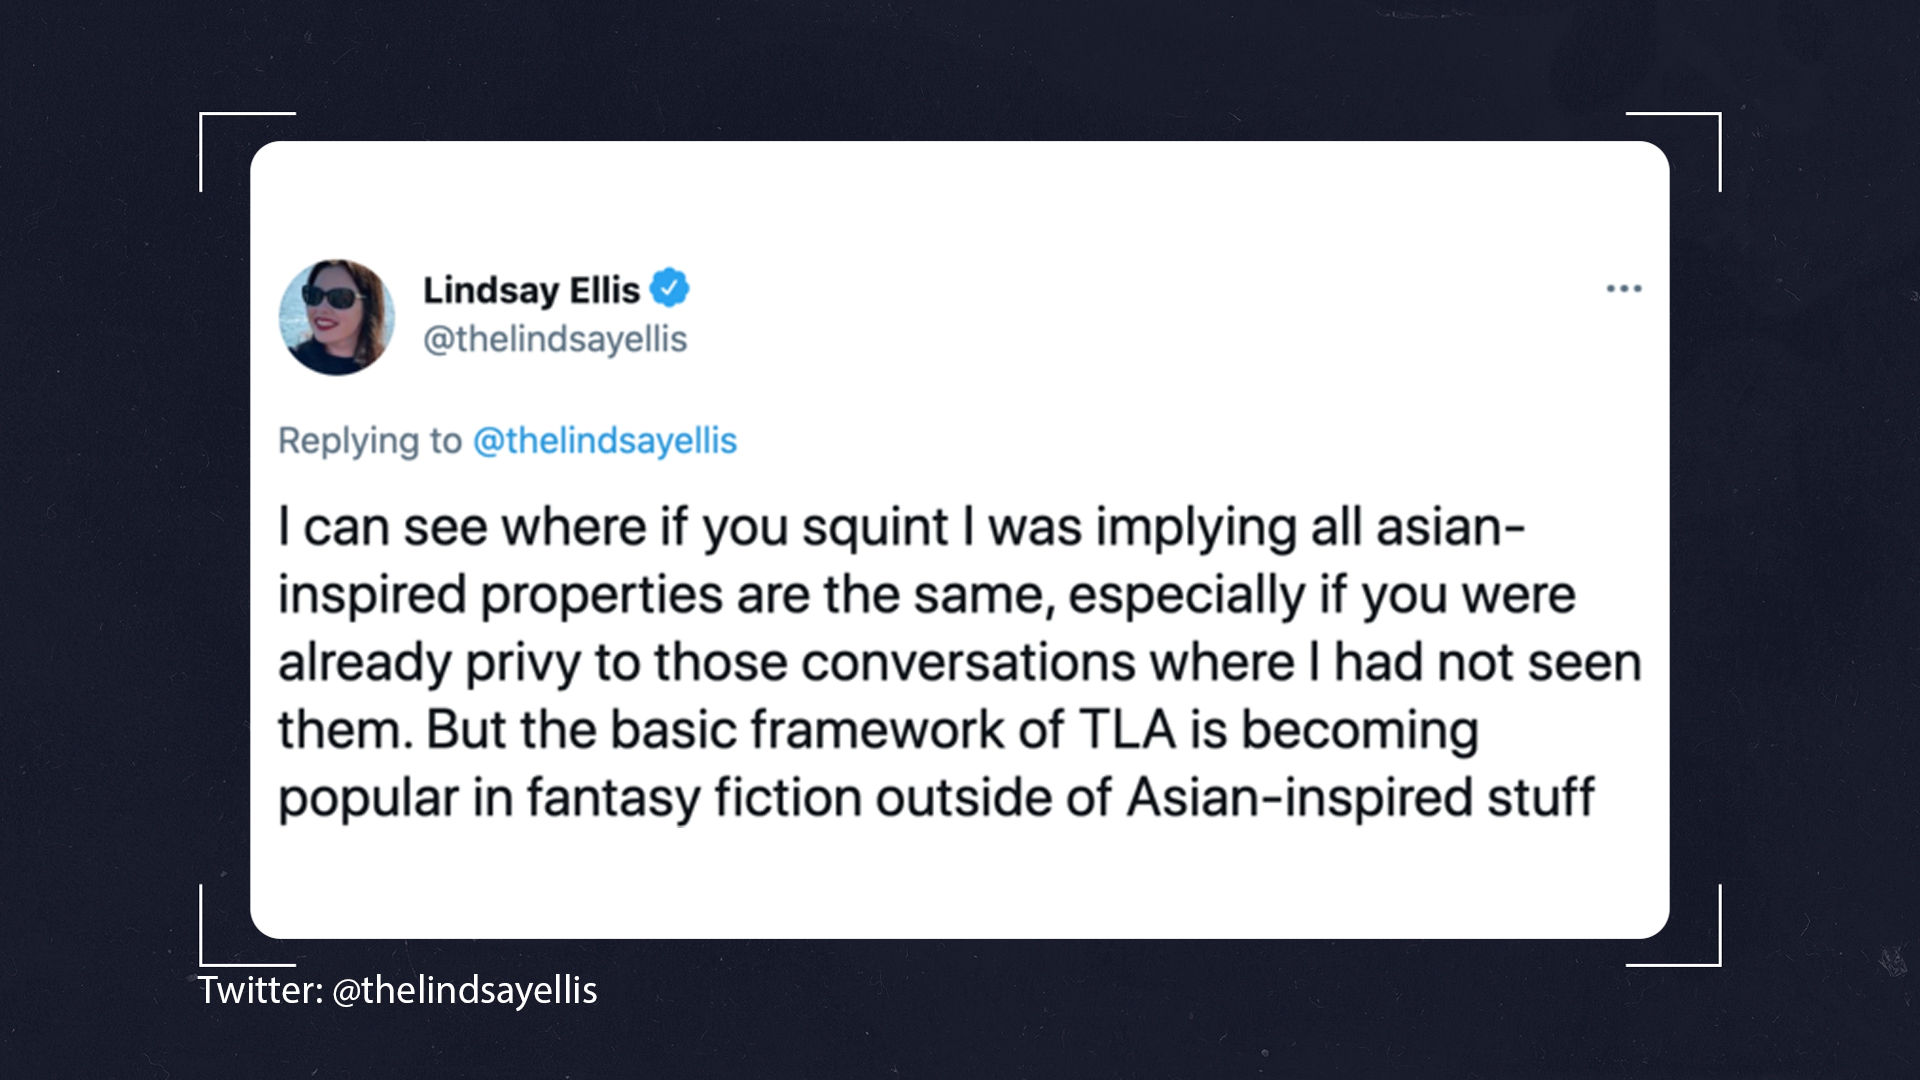 Lindsay Ellis
@thelindsayellis
Replying to @thelindsayellis
I can see where if you squint I was implying all asian-
inspired properties are the same, especially if you were
already privy to those conversations where I had not seen
them. But the basic framework of TLA is becoming
popular in fantasy fiction outside of Asian-inspired stuff
Twitter: @thelindsayellis